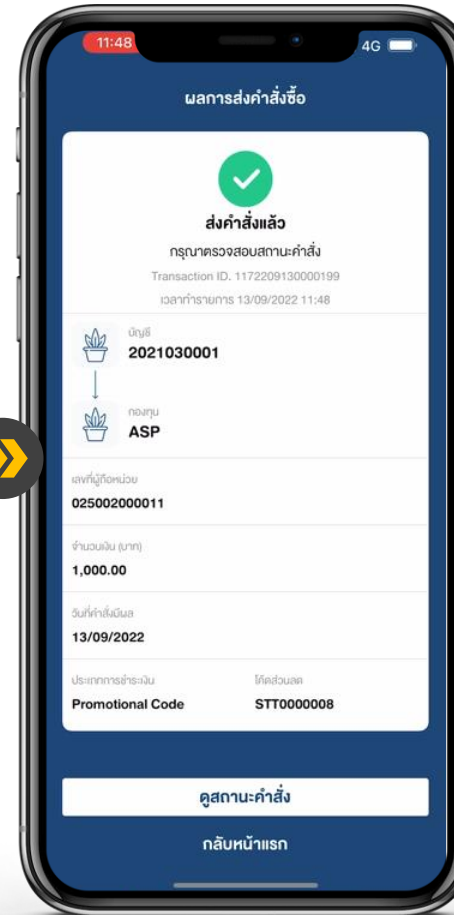 11:48
4G
ผลการส่งคำสั่งซื้อ
ส่งคำสั่งแล้ว
กรุณาตรวจสอบสถานะคำสั่ง
Transaction ID. 1172209130000199
เวลาทำรายการ 13/09/2022 11:48
บัญชี
2021030001
กองทุน
ASP
เลขที่ผู้ถือหน่วย
025002000011
จำนวนเงิน (บาท)
1,000.00
วันที่คำสั่งมีผล
13/09/2022
ประเภทการชำระเงิน โค้ดส่วนลด
Promotional Code STT0000008
ดูสถานะคำสั่ง
กลับหน้าแรก